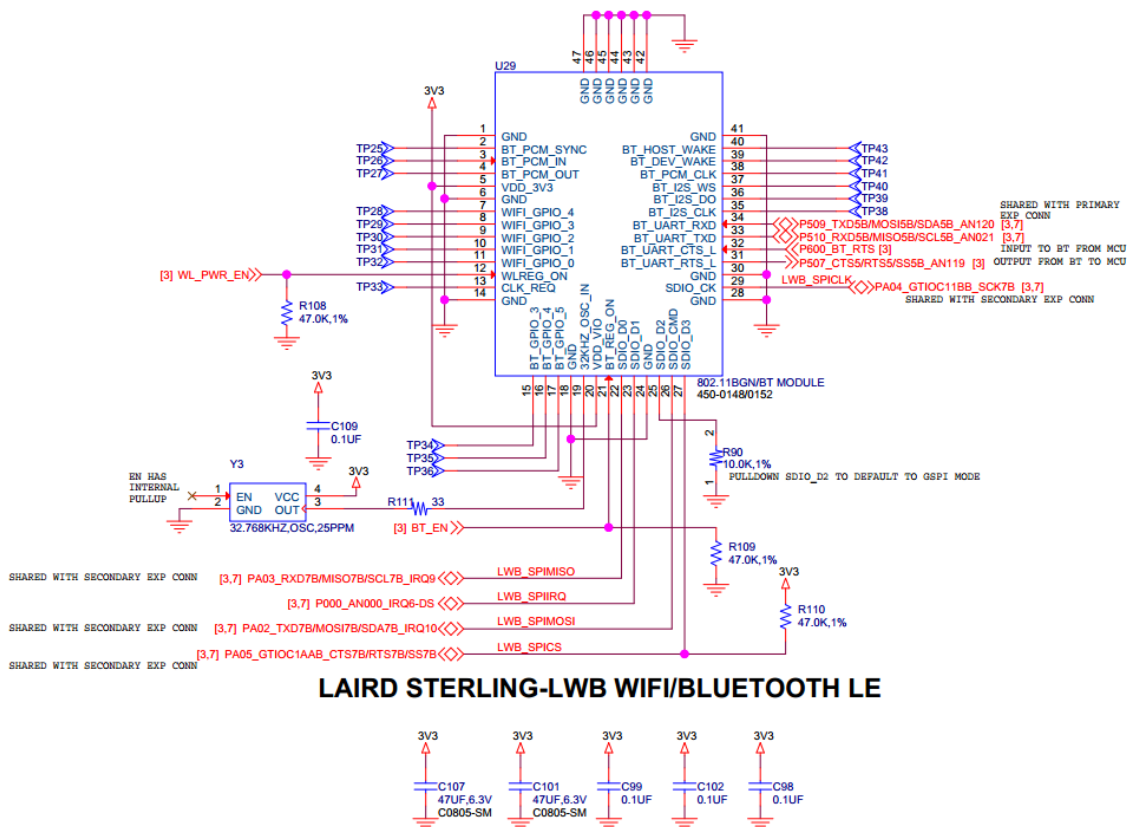 47
46
45
44
43
42
U29
GND
GND
GND
GND
GND
GND
3V3
1 GND
GND 41
TP25 2 BT_PCM_SYNC
BT_HOST_WAKE 40 TP43
TP26 3 BT_PCM_IN
BT_DEV_WAKE 39 TP42
TP27 4 BT_PCM_OUT
BT_PCM_CLK 38 TP41
5 VDD_3V3
BT_I2S_WS 37 TP40
6 GND
BT_I2S_DO 36 TP39
TP28 7 WIFI_GPIO_4
BT_I2S_CLK 35 TP38
SHARED WITH PRIMARY
EXP CONN
TP29 8 WIFI_GPIO_3
BT_UART_RXD 34 P509_TXD5B/MOSI5B/SDA5B_AN120 [3,7]
TP30 9 WIFI_GPIO_2
BT_UART_TXD 33 P510_RXD5B/MISO5B/SCL5B_AN021 [3,7]
TP31 10 WIFI_GPIO_1
BT_UART_CTS_L 32 P600_BT_RTS [3] INPUT TO BT FROM MCU
TP32 11 WIFI_GPIO_0
BT_UART_RTS_L 31 P507_CTS5/RTS5/SS5B_AN119 [3] OUTPUT FROM BT TO MCU
[3] WL_PWR_EN 12 WLREG_ON
GND 30
TP33 13 CLK_REQ
SDIO_CK 29 LWB_SPICLK PA04_GTIOC11BB_SCK7B [3,7]
14 GND
GND 28
SHARED WITH SECONDARY EXP CONN
R108
47.0K,1%
BT_GPIO_3
BT_GPIO_4
BT_GPIO_5
GND
32KHZ_OSC_IN
VDD_VIO
BT_REG_ON
SDIO_D0
SDIO_D1
GND
SDIO_D2
SDIO_CMD
SDIO_D3
15
16
17
18
19
20
21
22
23
24
25
26
27
802.11BGN/BT MODULE
450-0148/0152
3V3
C109
0.1UF
TP34
TP35
TP36
2
R90
10.0K,1%
1
PULLDOWN SDIO_D2 TO DEFAULT TO GSPI MODE
EN HAS
INTERNAL
PULLUP
Y3
3V3
1 EN
VCC 4
2 GND
OUT 3
32.768KHZ,OSC,25PPM
R111 33
[3] BT_EN
R109
47.0K,1%
3V3
R110
47.0K,1%
SHARED WITH SECONDARY EXP CONN [3,7] PA03_RXD7B/MISO7B/SCL7B_IRQ9 LWB_SPIMISO
[3,7] P000_AN000_IRQ6-DS LWB_SPIIRQ
SHARED WITH SECONDARY EXP CONN [3,7] PA02_TXD7B/MOSI7B/SDA7B_IRQ10 LWB_SPIMOSI
[3,7] PA05_GTIOC1AAB_CTS7B/RTS7B/SS7B LWB_SPICS
SHARED WITH SECONDARY EXP CONN
LAIRD STERLING-LWB WIFI/BLUETOOTH LE
3V3
3V3
3V3
3V3
3V3
C107
47UF,6.3V
C0805-SM
C101
47UF,6.3V
C0805-SM
C99
0.1UF
C102
0.1UF
C98
0.1UF